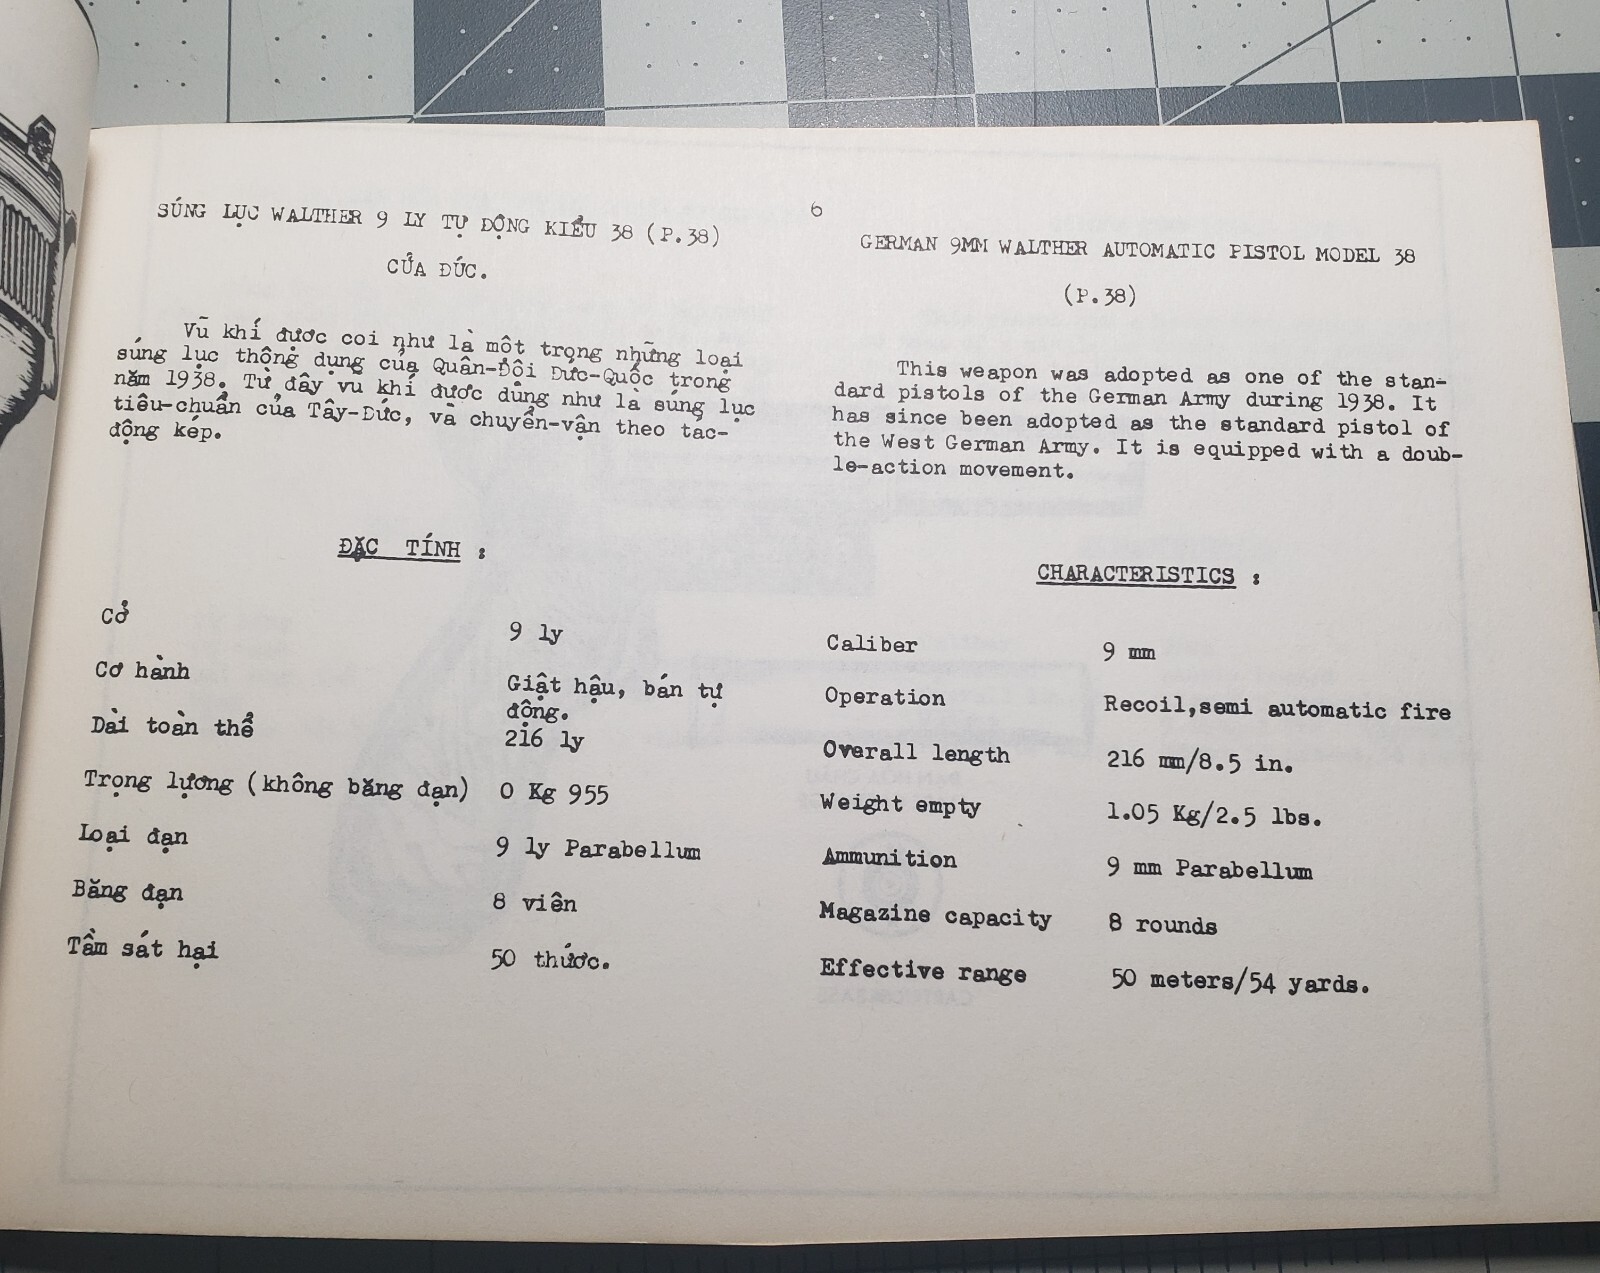 6
SÚNG LỤC WALTHER 9 LY TỰ ĐỘNG KIỂU 38 (P.38)
CỦA ĐỨC.
Vũ khí được coi như là một trong những loại
súng lục thông dụng của Quân-Đội Đức-Quốc trong
năm 1938. Từ đây vũ khí được dùng như là súng lục
tiêu-chuẩn của Tây-Đức, và chuyển-vận theo tác-
động kép.
ĐẶC TÍNH :
Cở 9 ly
Cơ hành Giật hậu, bán tự
động.
Dài toàn thể 216 ly
Trọng lượng (không băng đạn) 0 Kg 955
Loại đạn 9 ly Parabellum
Băng đạn 8 viên
Tầm sát hại 50 thước.
GERMAN 9MM WALTHER AUTOMATIC PISTOL MODEL 38
(P.38)
This weapon was adopted as one of the stan-
dard pistols of the German Army during 1938. It
has since been adopted as the standard pistol of
the West German Army. It is equipped with a doub-
le-action movement.
CHARACTERISTICS :
Caliber 9 mm
Operation Recoil,semi automatic fire
Overall length 216 mm/8.5 in.
Weight empty 1.05 Kg/2.5 lbs.
Ammunition 9 mm Parabellum
Magazine capacity 8 rounds
Effective range 50 meters/54 yards.